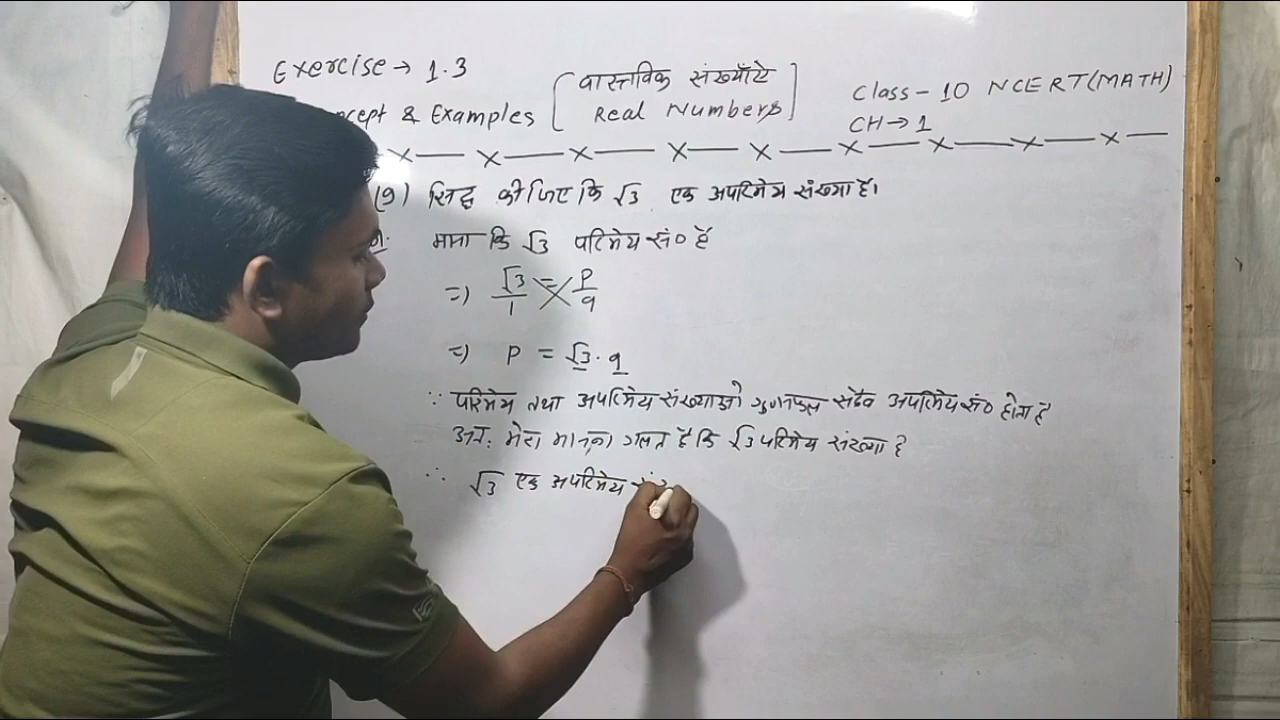 Exercise → 1.3
& Examples [वास्तविक संख्याँये Real Numbers]
Class - 10 NCERT (MATH)
CH → 1
(9) सिद्ध कीजिए कि √3 एक अपरिमेय संख्या है।
माना कि √3 परिमेय सं० है
=) √3/1 = p/q
=) P = √3 . q
∵ परिमेय तथा अपरिमेय संख्याओ गुणनफल सदैव अपरिमेय सं० होता है
अतः मेरा मानना गलत है कि √3 परिमेय संख्या है
∴ √3 एक अपरिमेय